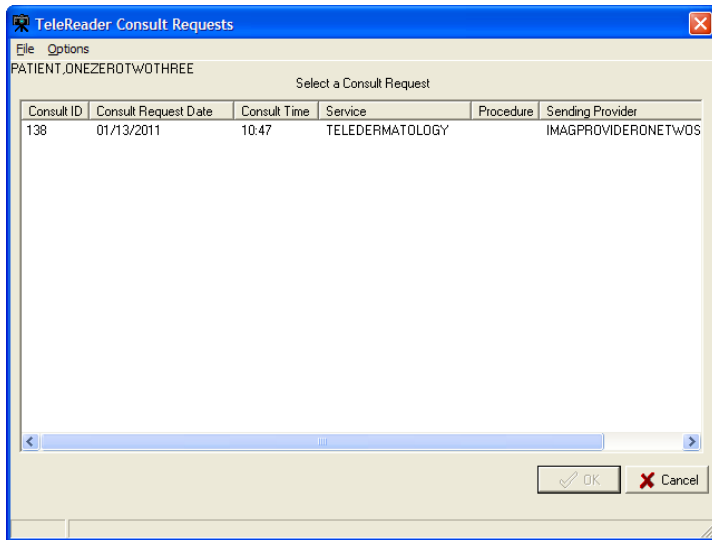 TeleReader Consult Requests
File Options
PATIENT,ONEZEROTWOTHREE
Select a Consult Request
Consult ID Consult Request Date Consult Time Service Procedure Sending Provider
138 01/13/2011 10:47 TELEDERMATOLOGY IMAGPROVIDERONETWOS
OK Cancel